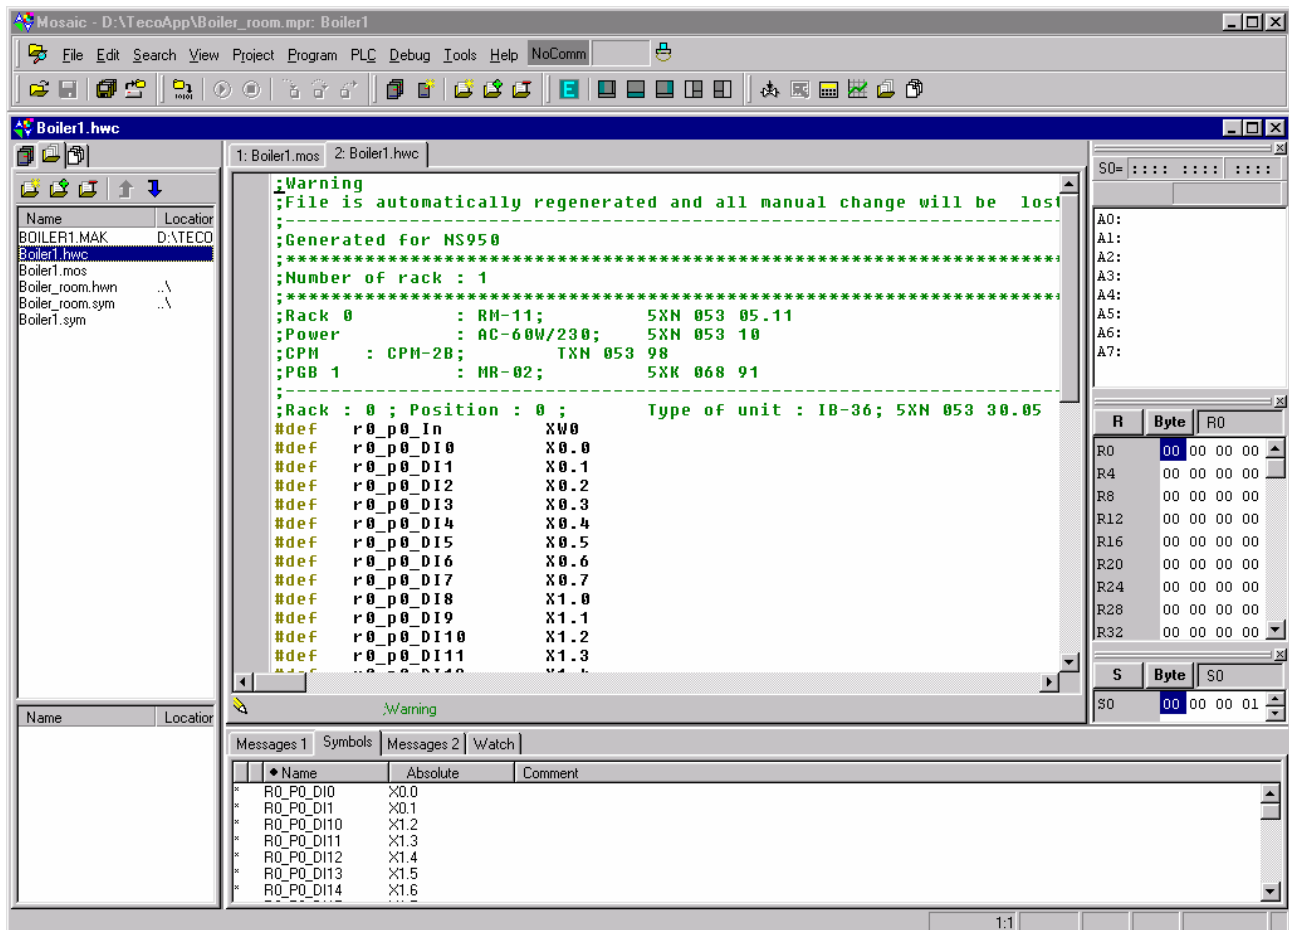 Mosaic - D:\TecoApp\Boiler_room.mpr: Boiler1
File Edit Search View Project Program PLC Debug Tools Help NoComm
Boiler1.hwc
1: Boiler1.mos 2: Boiler1.hwc
Name Location
BOILER1.MAK D:\TECO
Boiler1.hwc
Boiler1.mos
Boiler_room.hwn ..\
Boiler_room.sym ..\
Boiler1.sym
Name Location
;Warning
;File is automatically regenerated and all manual change will be lost
;Generated for NS950
;Number of rack : 1
;Rack 0 : RM-11; 5XN 053 05.11
;Power : AC-60W/230; 5XN 053 10
;CPM : CPM-2B; TXN 053 98
;PGB 1 : MR-02; 5XK 068 91
;Rack : 0 ; Position : 0 ; Type of unit : IB-36; 5XN 053 30.05
#def r0_p0_In XW0
#def r0_p0_DI0 X0.0
#def r0_p0_DI1 X0.1
#def r0_p0_DI2 X0.2
#def r0_p0_DI3 X0.3
#def r0_p0_DI4 X0.4
#def r0_p0_DI5 X0.5
#def r0_p0_DI6 X0.6
#def r0_p0_DI7 X0.7
#def r0_p0_DI8 X1.0
#def r0_p0_DI9 X1.1
#def r0_p0_DI10 X1.2
#def r0_p0_DI11 X1.3
;Warning
S0= :::: :::: ::::
A0:
A1:
A2:
A3:
A4:
A5:
A6:
A7:
R Byte R0
R0 00 00 00 00
R4 00 00 00 00
R8 00 00 00 00
R12 00 00 00 00
R16 00 00 00 00
R20 00 00 00 00
R24 00 00 00 00
R28 00 00 00 00
R32 00 00 00 00
S Byte S0
S0 00 00 00 01
Messages 1 Symbols Messages 2 Watch
Name Absolute Comment
* R0_P0_DI0 X0.0
* R0_P0_DI1 X0.1
* R0_P0_DI10 X1.2
* R0_P0_DI11 X1.3
* R0_P0_DI12 X1.4
* R0_P0_DI13 X1.5
* R0_P0_DI14 X1.6
1:1